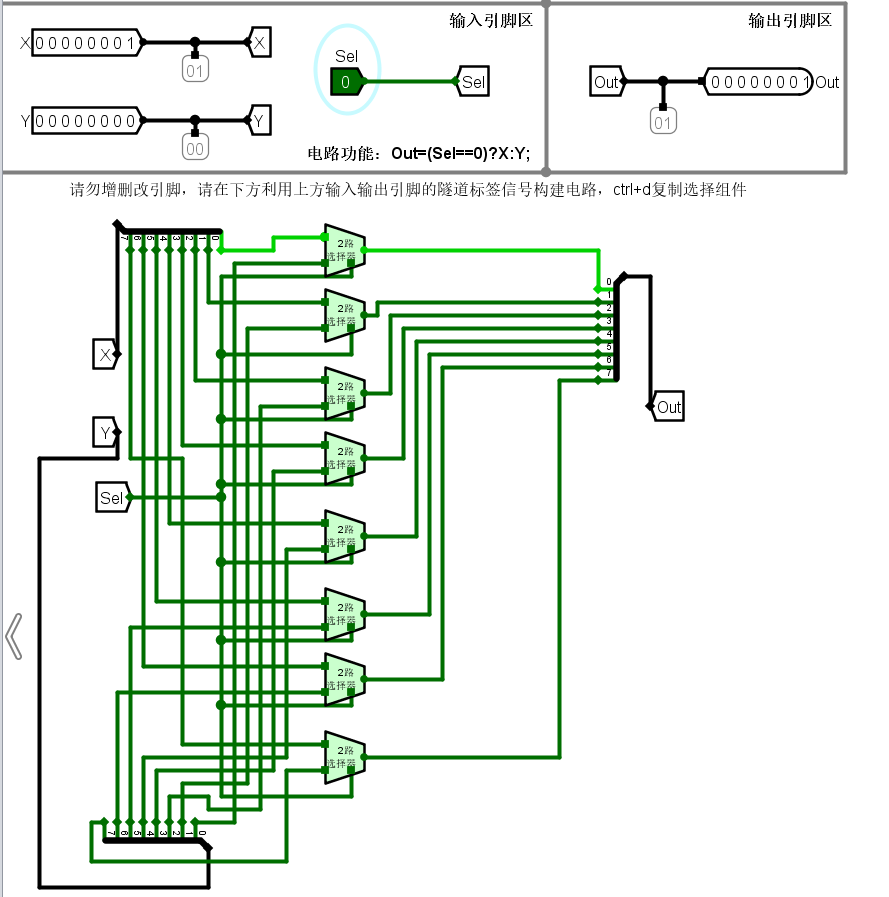 输入引脚区
输出引脚区
X 00000001 X
01
Sel
0 Sel
Out 00000001 Out
01
Y 00000000 Y
00
电路功能：Out=(Sel==0)?X:Y;
请勿增删改引脚，请在下方利用上方输入输出引脚的隧道标签信号构建电路，ctrl+d复制选择组件
7 6 5 4 3 2 1 0
2路
选择器
0
1
2
3
4
5
6
7
2路
选择器
X
2路
选择器
Out
Y
2路
选择器
Sel
2路
选择器
2路
选择器
2路
选择器
2路
选择器
7 6 5 4 3 2 1 0